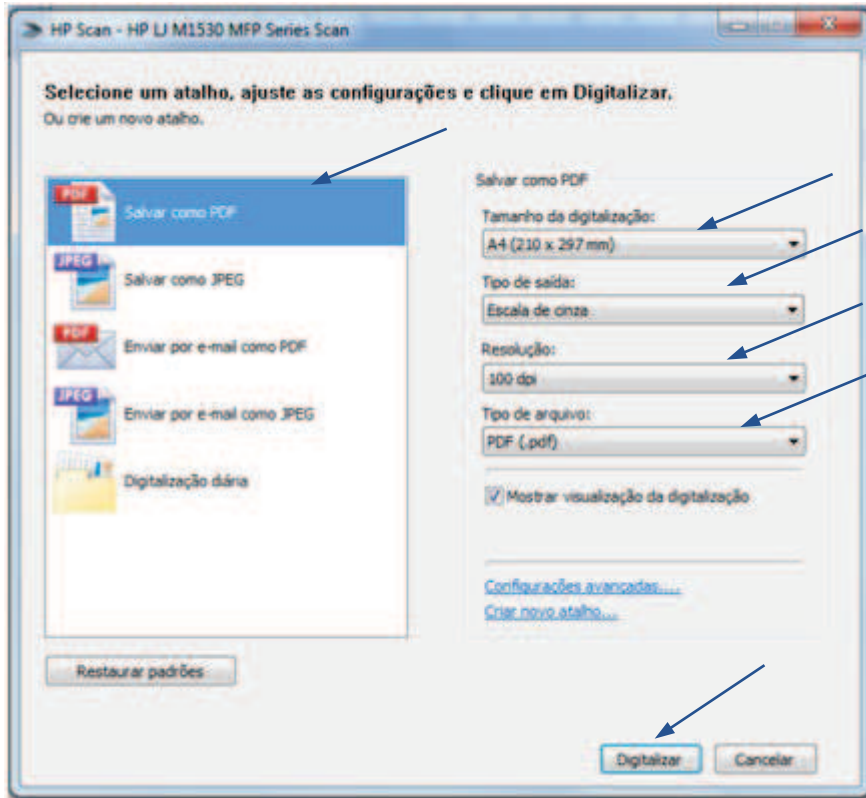 HP Scan - HP LJ M1530 MFP Series Scan
Selecione um atalho, ajuste as configurações e clique em Digitalizar.
Ou crie um novo atalho.
PDF
Salvar como PDF
JPEG
Salvar como JPEG
PDF
Enviar por e-mail como PDF
JPEG
Enviar por e-mail como JPEG
Digitalização diária
Restaurar padrões
Salvar como PDF
Tamanho da digitalização:
A4 (210 x 297 mm)
Tipo de saída:
Escala de cinza
Resolução:
100 dpi
Tipo de arquivo:
PDF (.pdf)
Mostrar visualização da digitalização
Configurações avançadas....
Criar novo atalho...
Digitalizar
Cancelar